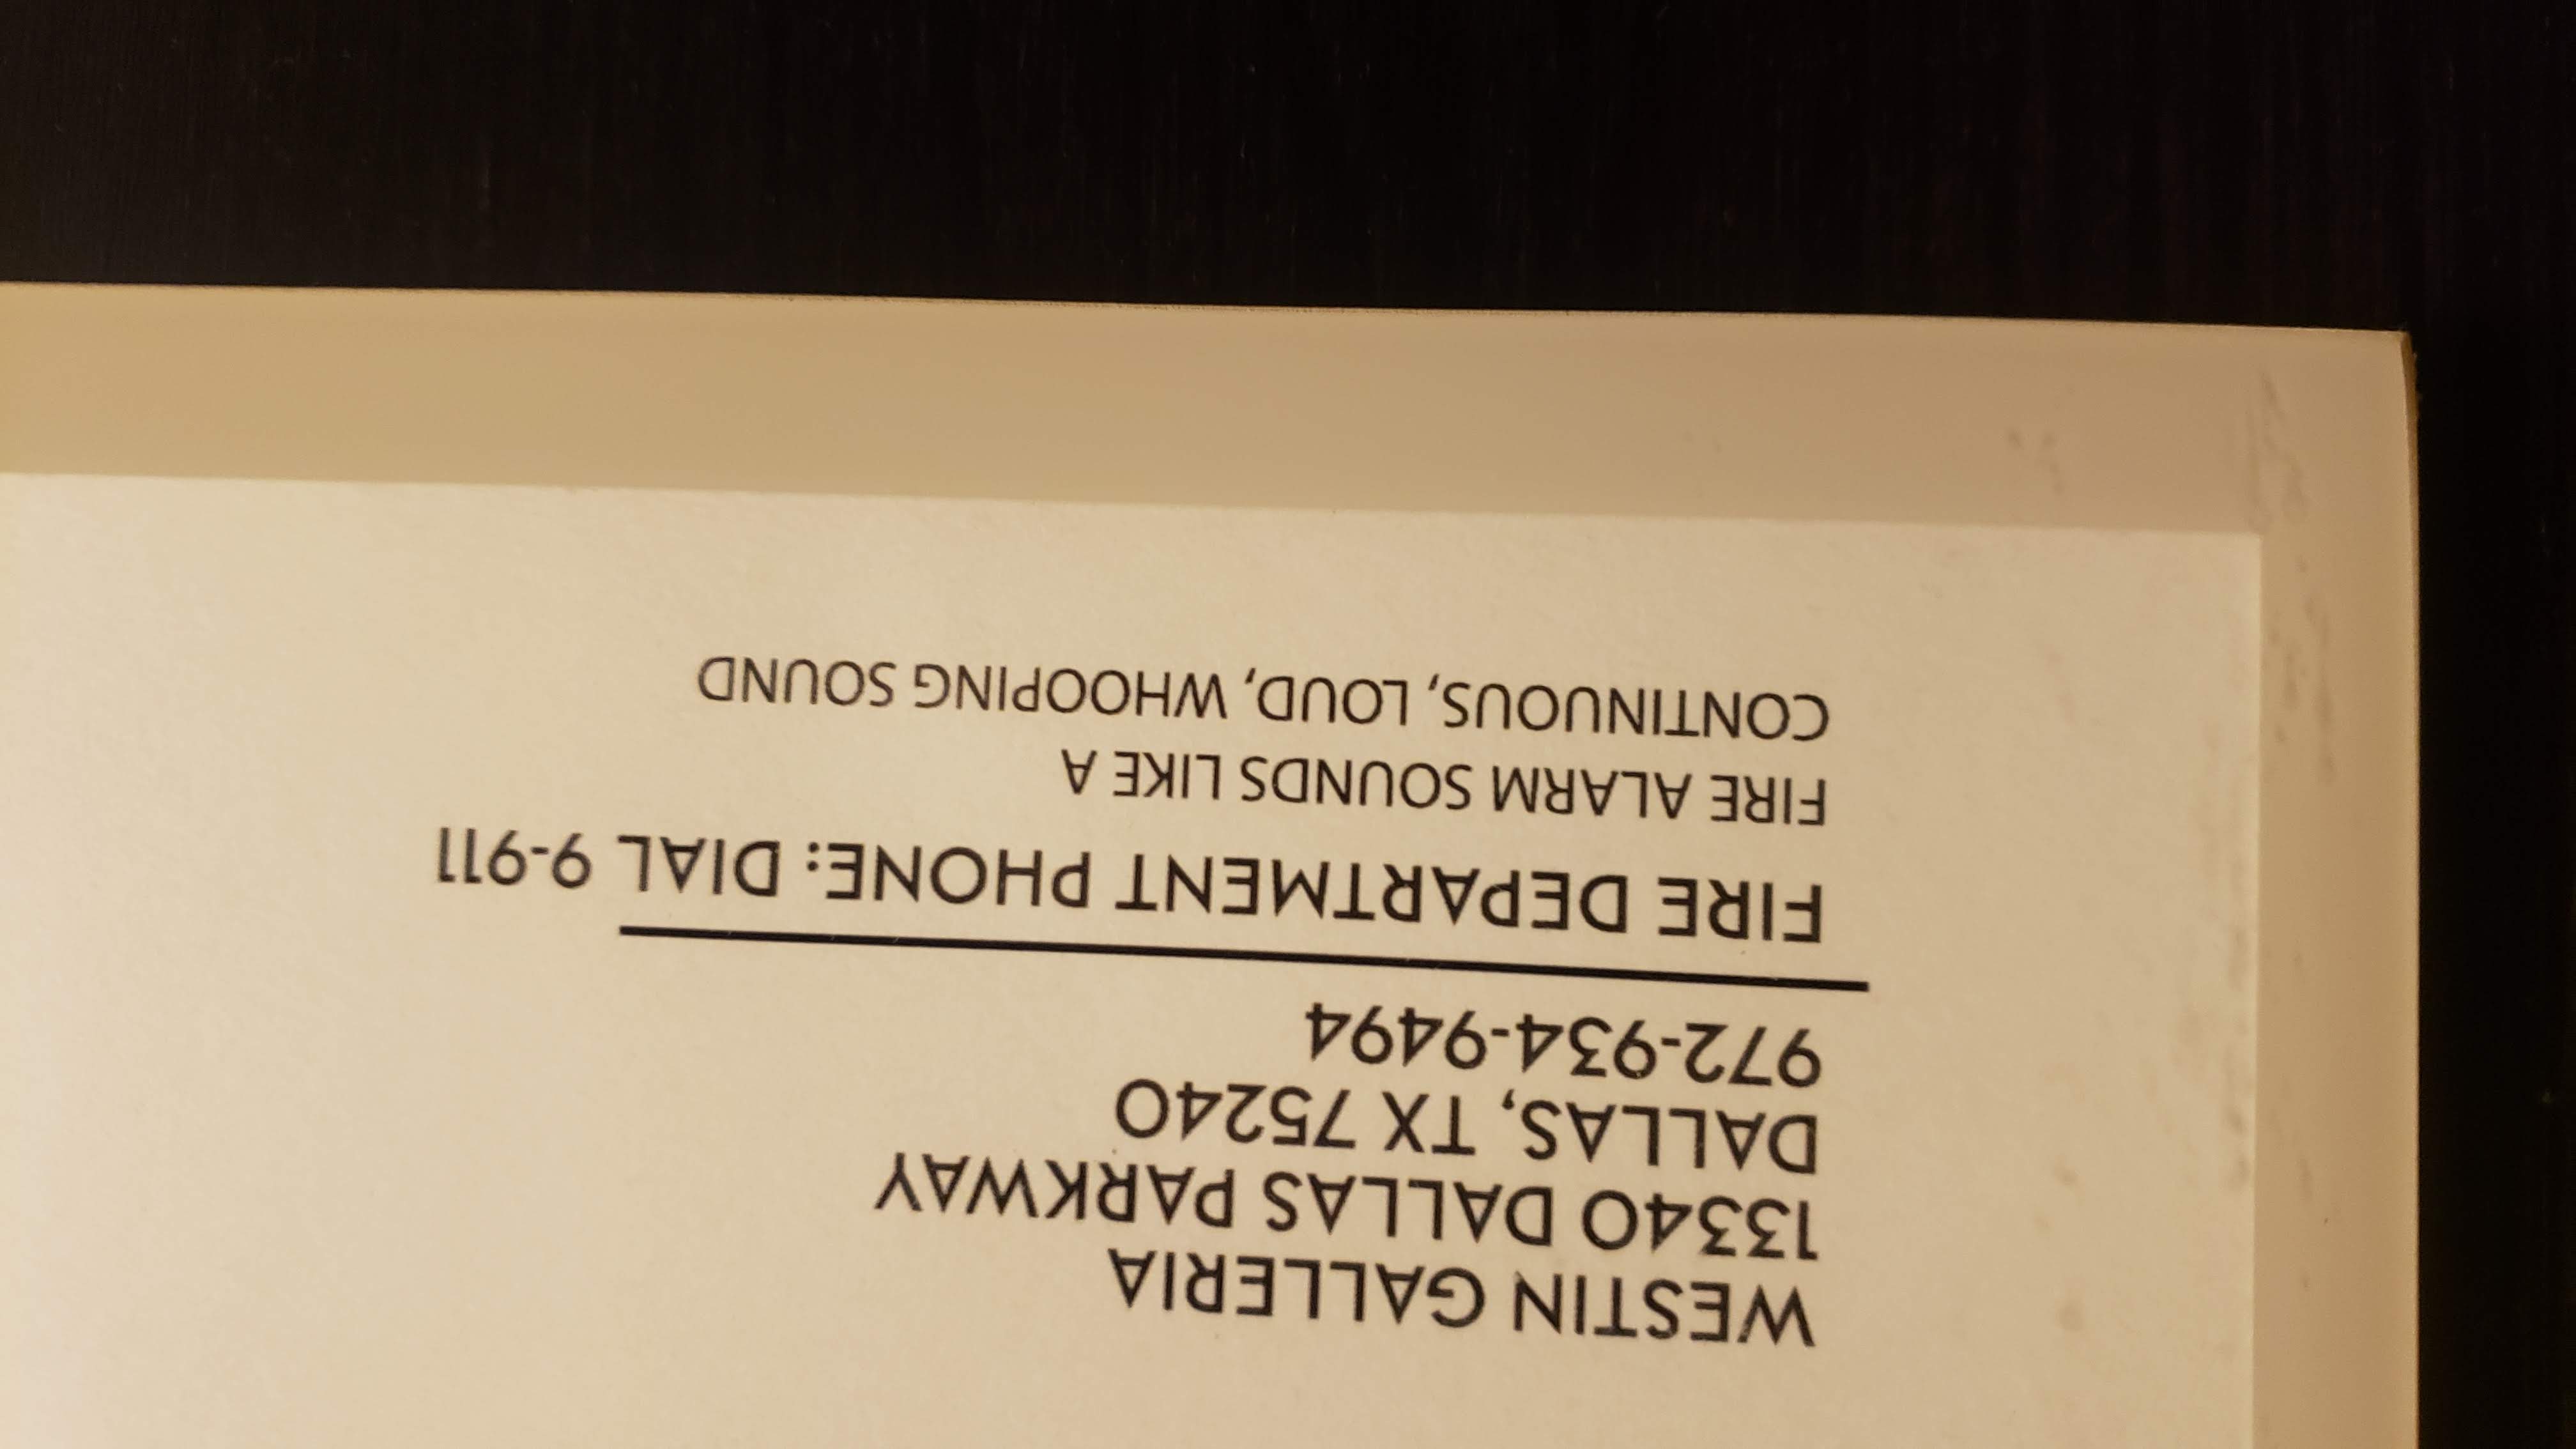 WESTIN GALLERIA
13340 DALLAS PARKWAY
DALLAS, TX 75240
972-934-9494
FIRE DEPARTMENT PHONE: DIAL 9-911
FIRE ALARM SOUNDS LIKE A
CONTINUOUS, LOUD, WHOOPING SOUND